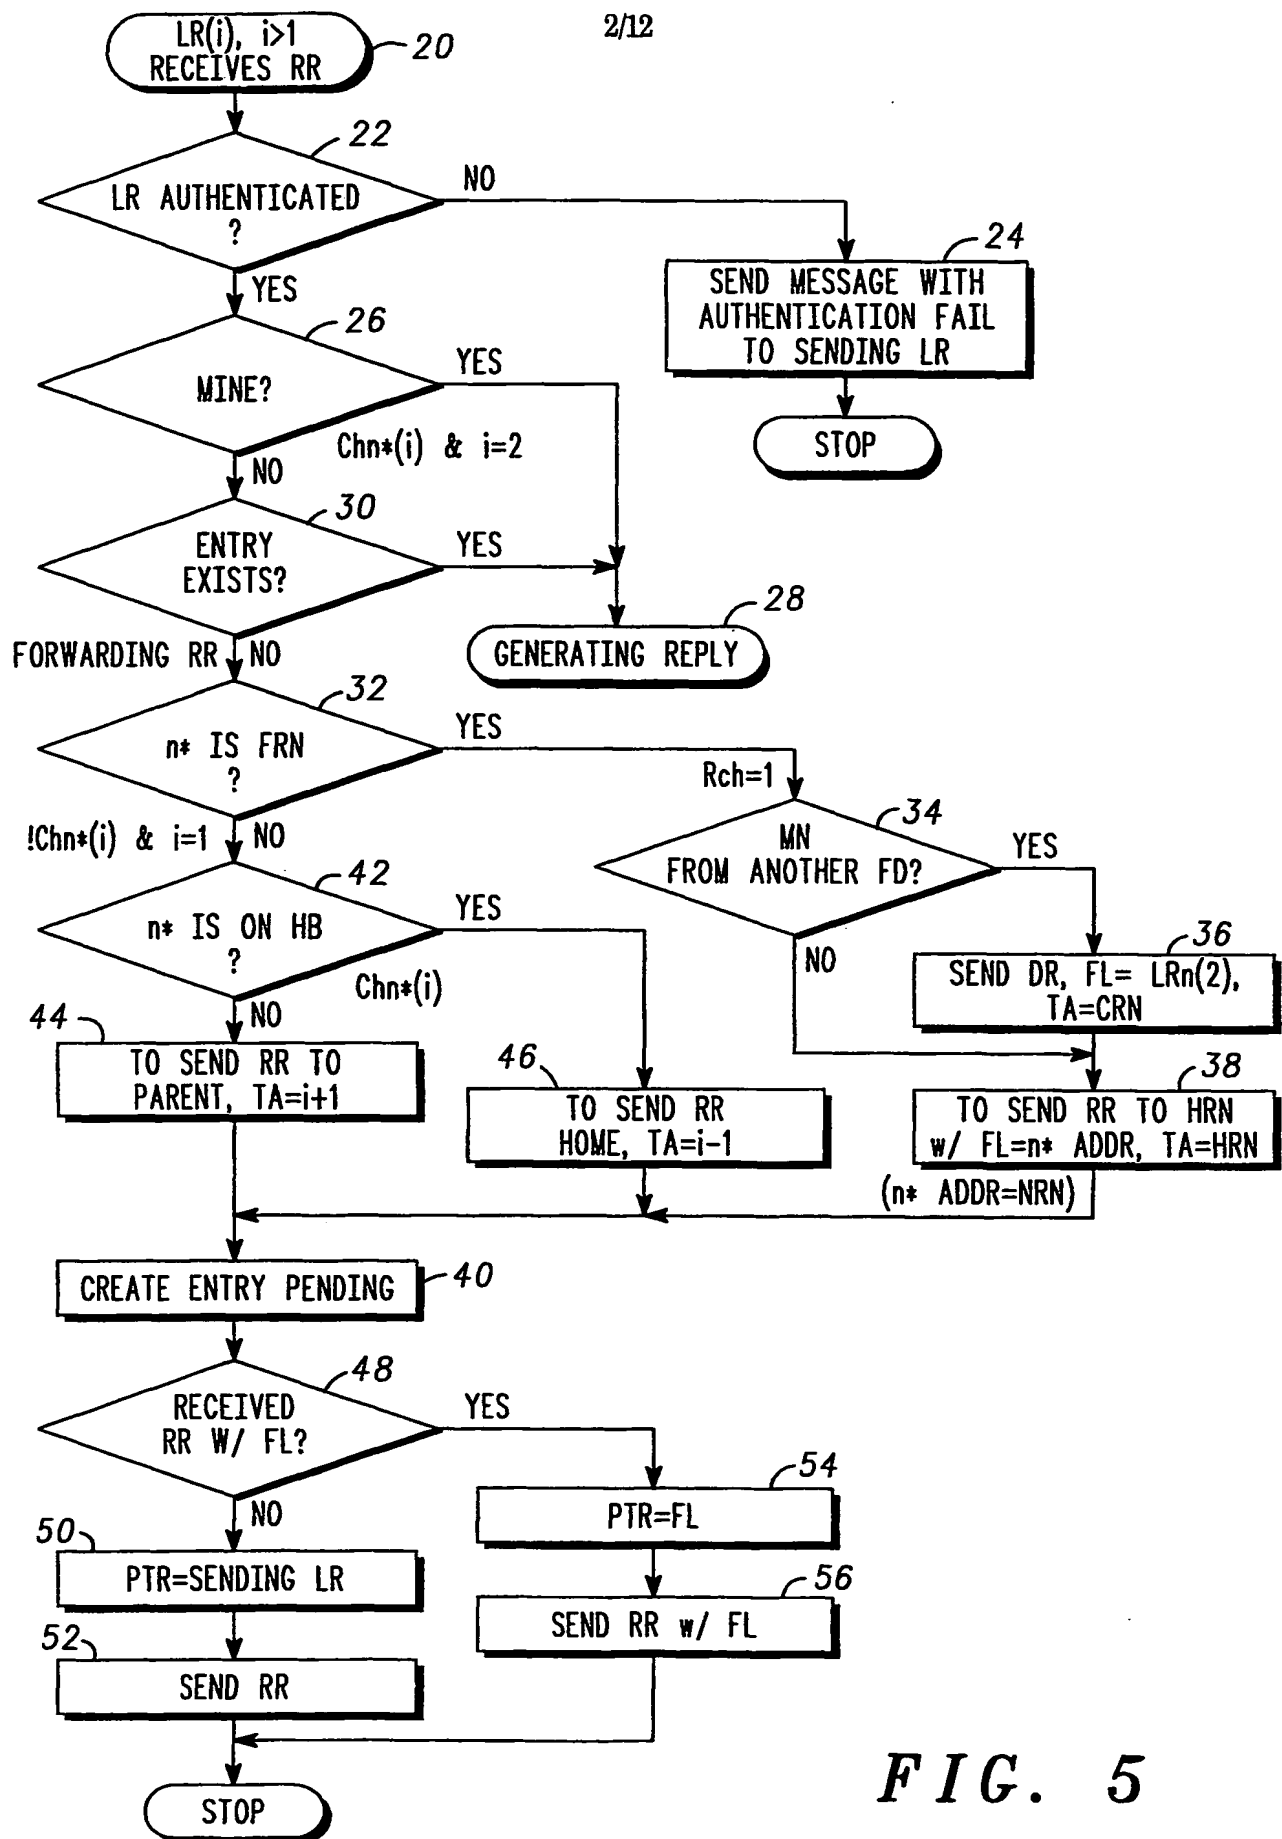 2/12
LR(i), i>1
RECEIVES RR
20
22
LR AUTHENTICATED
?
NO
YES
24
SEND MESSAGE WITH
AUTHENTICATION FAIL
TO SENDING LR
STOP
26
MINE?
YES
Chn*(i) & i=2
NO
30
ENTRY
EXISTS?
YES
28
GENERATING REPLY
FORWARDING RR
NO
32
n* IS FRN
?
YES
Rch=1
34
MN
FROM ANOTHER FD?
YES
NO
!Chn*(i) & i=1
NO
42
n* IS ON HB
?
YES
Chn*(i)
NO
36
SEND DR, FL= LRn(2),
TA=CRN
44
TO SEND RR TO
PARENT, TA=i+1
46
TO SEND RR
HOME, TA=i-1
38
TO SEND RR TO HRN
w/ FL=n* ADDR, TA=HRN
(n* ADDR=NRN)
CREATE ENTRY PENDING
40
48
RECEIVED
RR W/ FL?
YES
NO
54
PTR=FL
50
PTR=SENDING LR
56
SEND RR w/ FL
52
SEND RR
STOP
FIG. 5